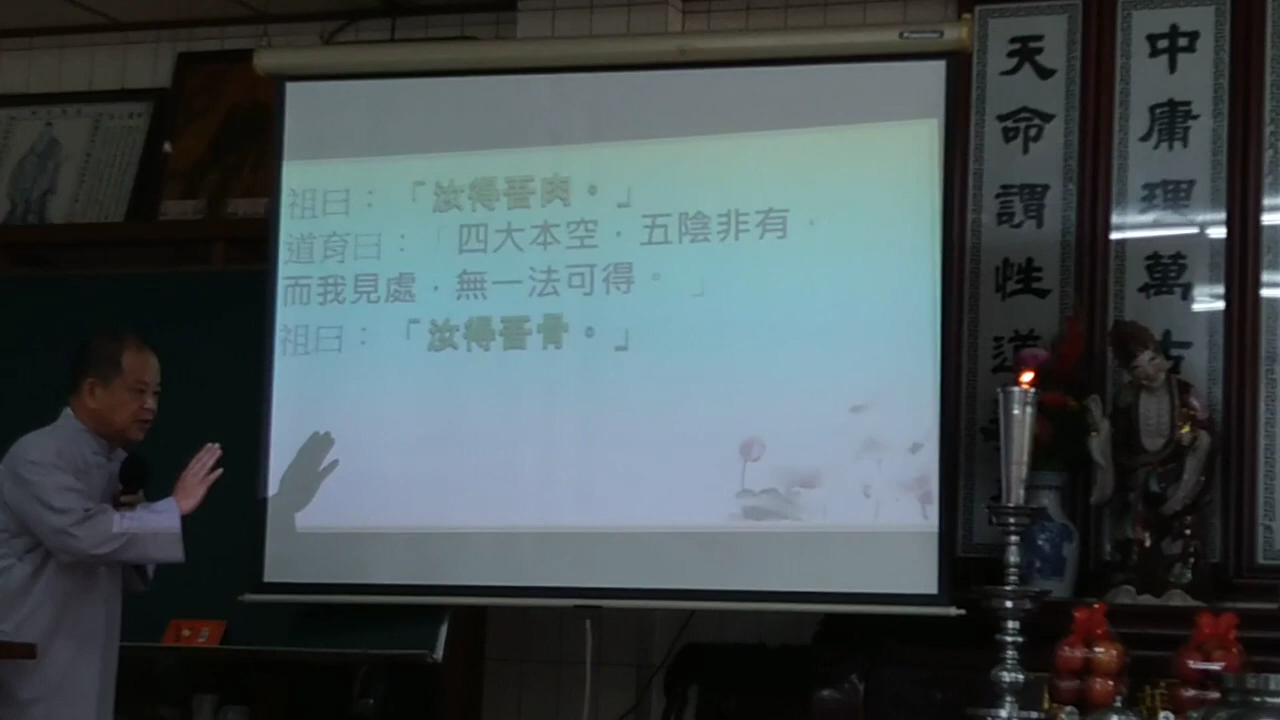 祖曰：「汝得吾肉。」
道育曰：「四大本空，五陰非有，
而我見處，無一法可得。」
祖曰：「汝得吾骨。」
中庸理萬古
天命謂性道